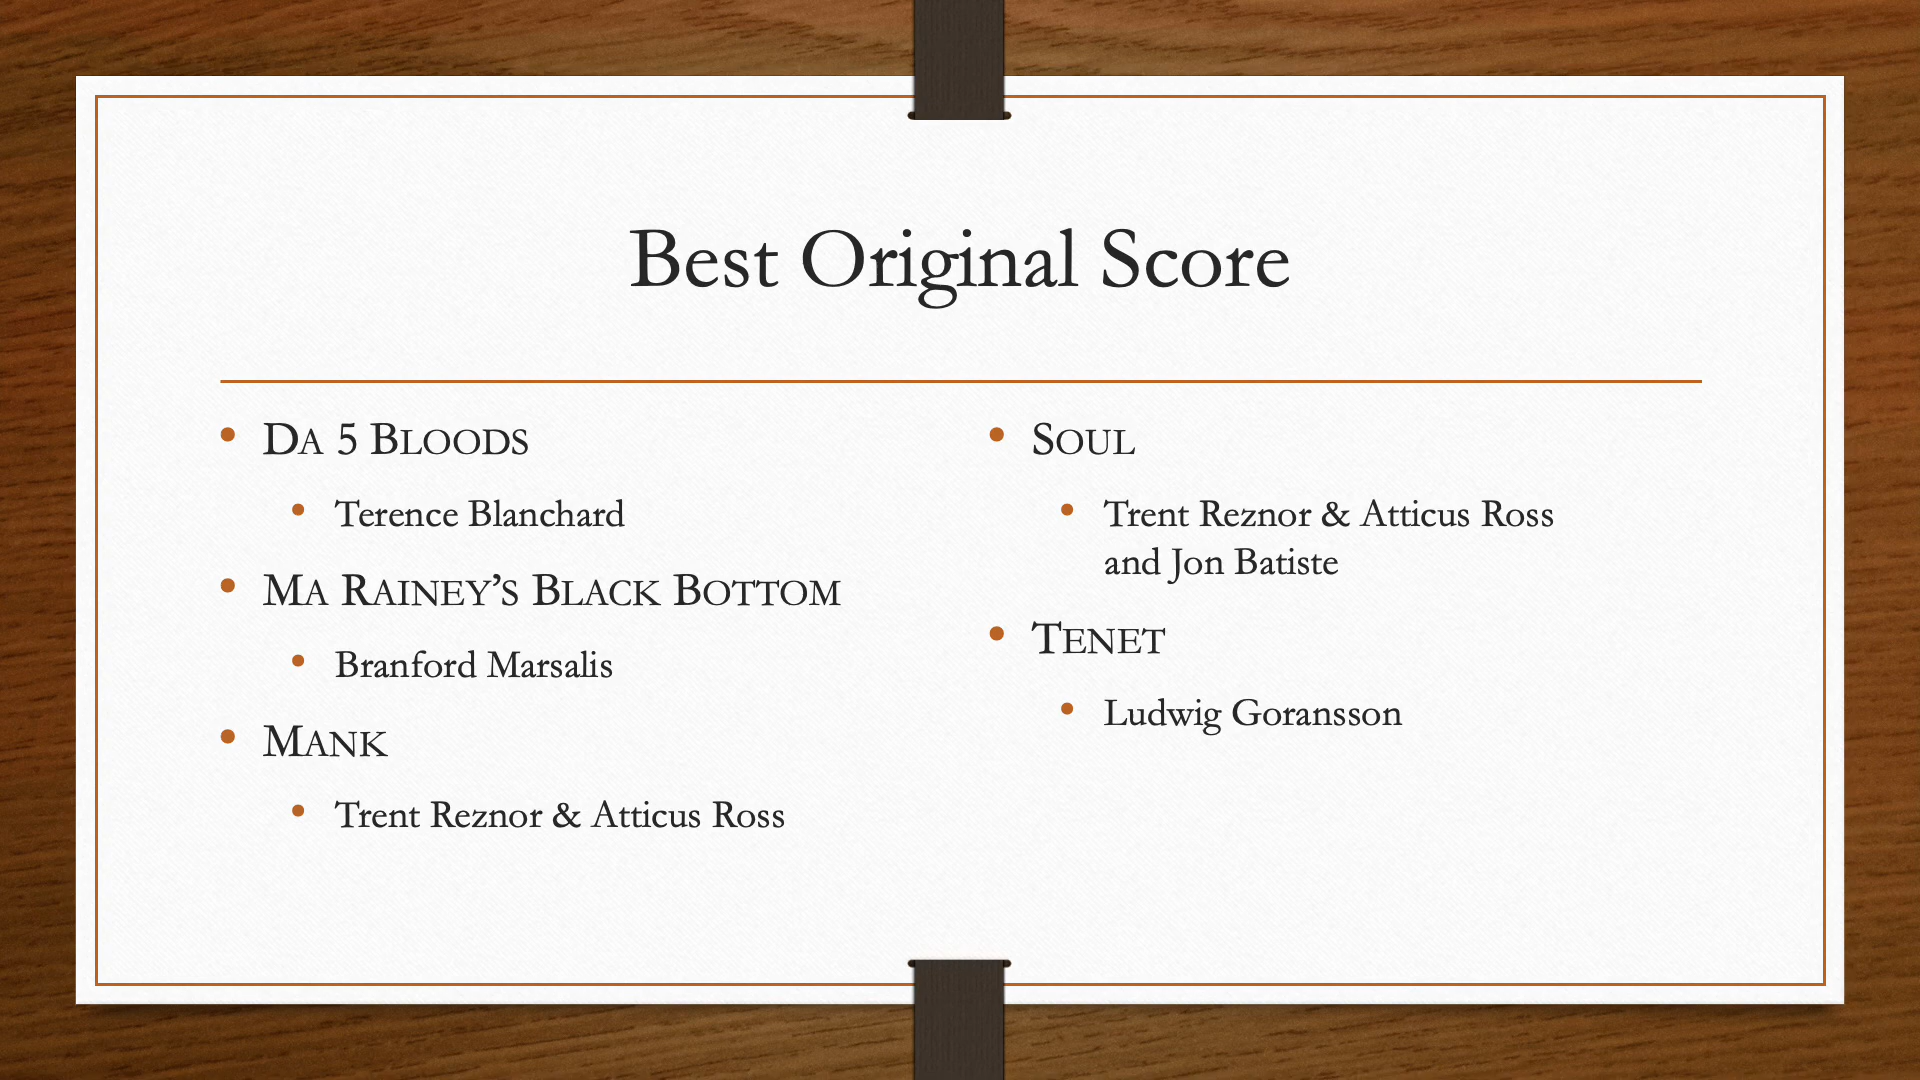 Best Original Score
Da 5 Bloods
Terence Blanchard
Ma Rainey’s Black Bottom
Branford Marsalis
Mank
Trent Reznor & Atticus Ross
Soul
Trent Reznor & Atticus Ross
and Jon Batiste
Tenet
Ludwig Goransson